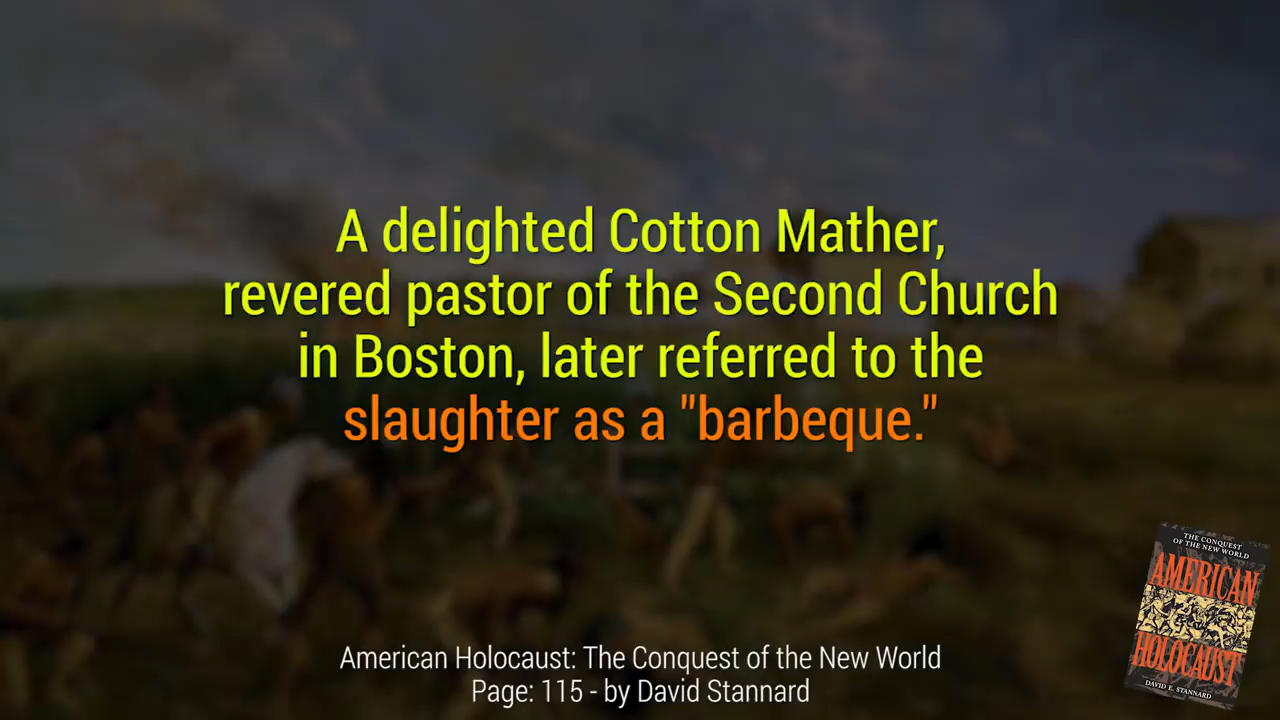 A delighted Cotton Mather,
revered pastor of the Second Church
in Boston, later referred to the
slaughter as a "barbeque."
THE CONQUEST
OF THE NEW WORLD
AMERICAN
HOLOCAUST
DAVID E. STANNARD
American Holocaust: The Conquest of the New World
Page: 115 - by David Stannard